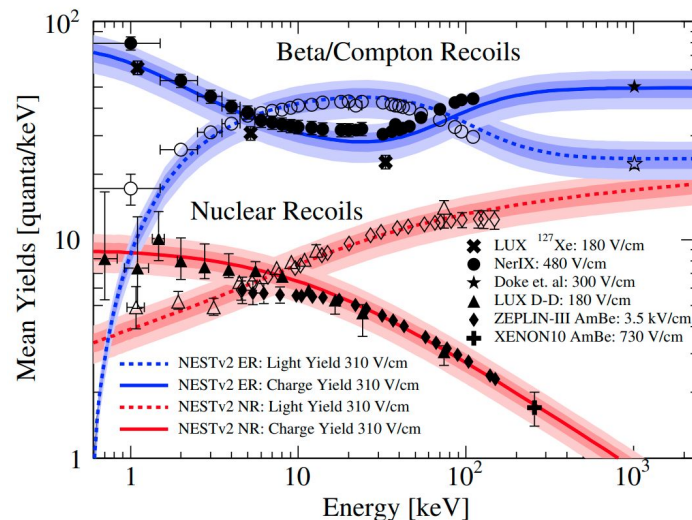 10²
Beta/Compton Recoils
Mean Yields [quanta/keV]
Nuclear Recoils
10
LUX ¹²⁷Xe: 180 V/cm
NerIX: 480 V/cm
Doke et. al: 300 V/cm
LUX D-D: 180 V/cm
ZEPLIN-III AmBe: 3.5 kV/cm
XENON10 AmBe: 730 V/cm
NESTv2 ER: Light Yield 310 V/cm
NESTv2 ER: Charge Yield 310 V/cm
NESTv2 NR: Light Yield 310 V/cm
NESTv2 NR: Charge Yield 310 V/cm
1
1 10 10² 10³
Energy [keV]